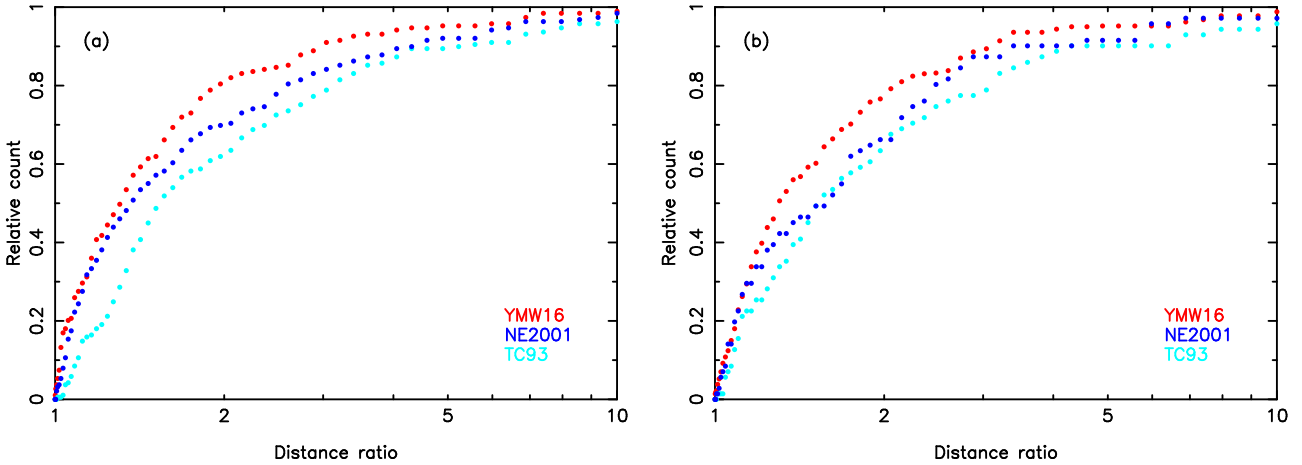 (a)
1
0.8
0.6
0.4
0.2
0
Relative count
YMW16
NE2001
TC93
1 2 5 10
Distance ratio
(b)
1
0.8
0.6
0.4
0.2
0
Relative count
YMW16
NE2001
TC93
1 2 5 10
Distance ratio